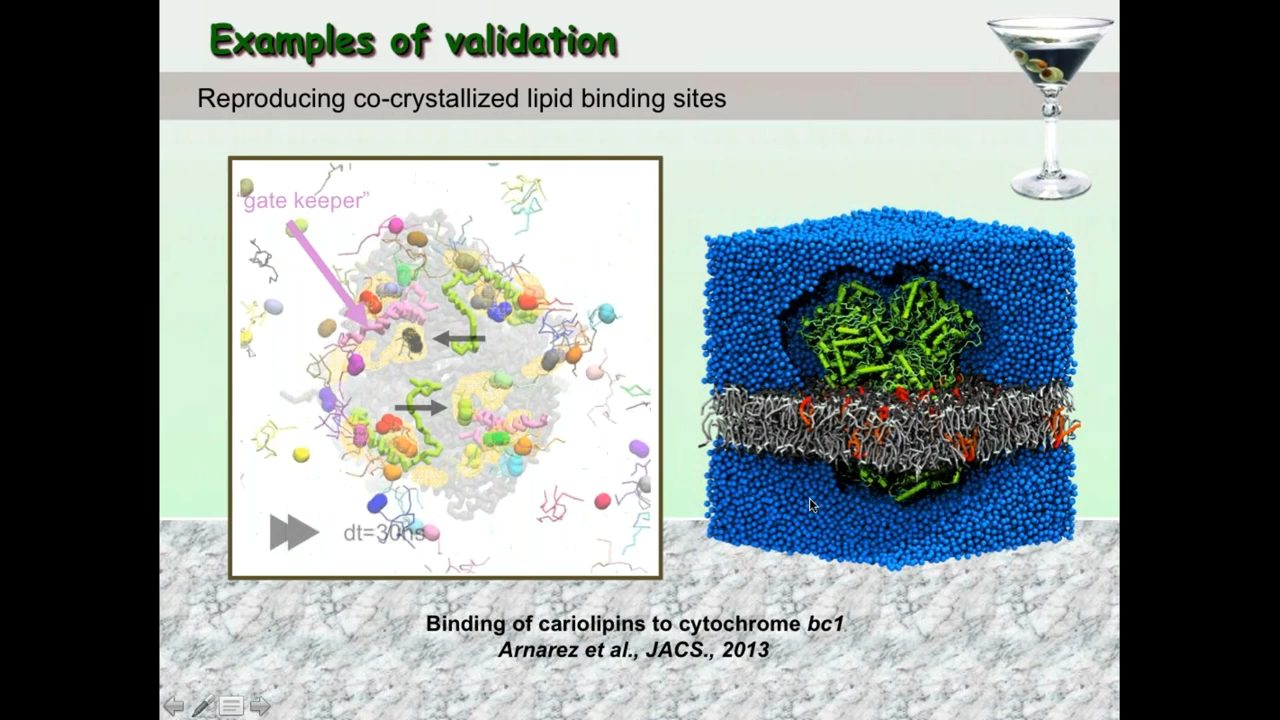 Examples of validation
Reproducing co-crystallized lipid binding sites
“gate keeper”
dt=30ns
Binding of cariolipins to cytochrome bc1
Arnarez et al., JACS., 2013